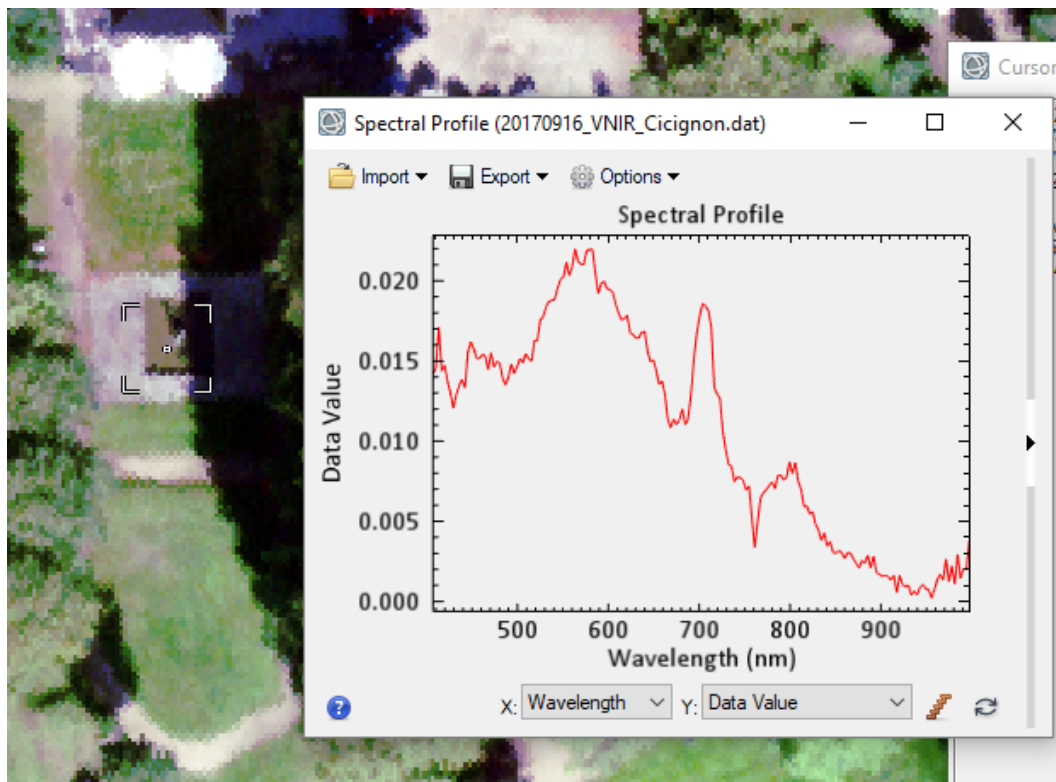 Cursor
Spectral Profile (20170916_VNIR_Cicignon.dat)
Import Export Options
Spectral Profile
0.020
0.015
0.010
0.005
0.000
Data Value
500 600 700 800 900
Wavelength (nm)
? X: Wavelength Y: Data Value